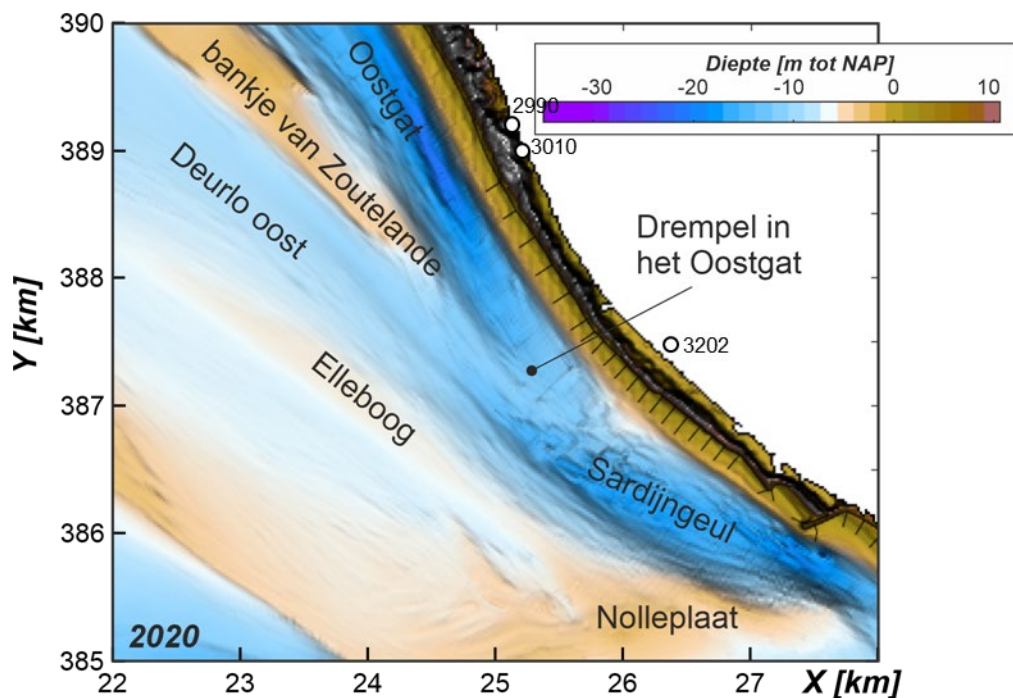 390
389
388
387
386
385
Y [km]
22
23
24
25
26
27
X [km]
Diepte [m tot NAP]
-30
-20
-10
0
10
2990
3010
3202
Oostgat
bankje van Zoutelande
Deurlo oost
Drempel in
het Oostgat
Elleboog
Sardijngeul
Nolleplaat
2020